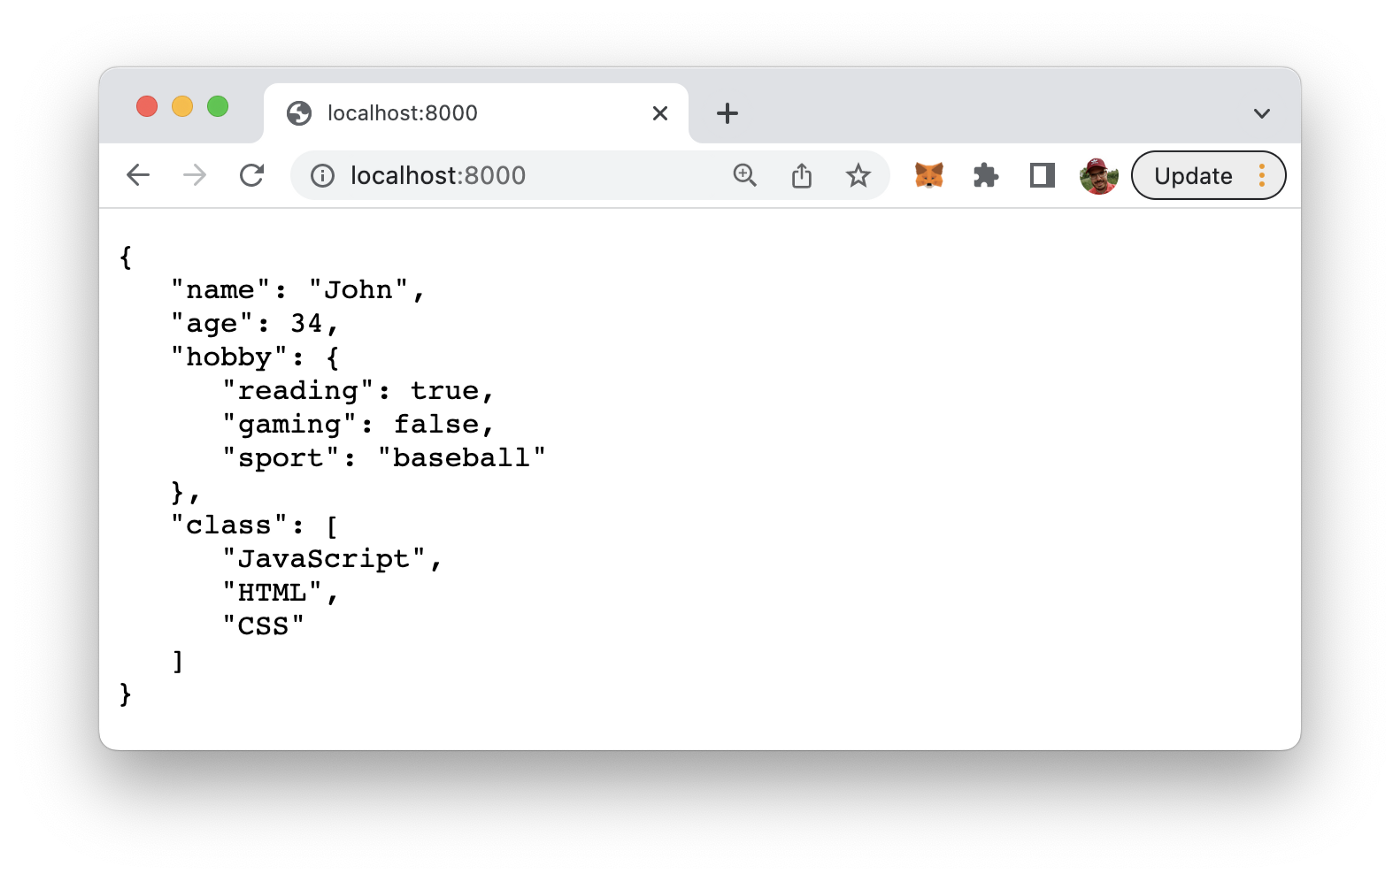 localhost:8000
localhost:8000
Update
{
"name": "John",
"age": 34,
"hobby": {
"reading": true,
"gaming": false,
"sport": "baseball"
},
"class": [
"JavaScript",
"HTML",
"CSS"
]
}